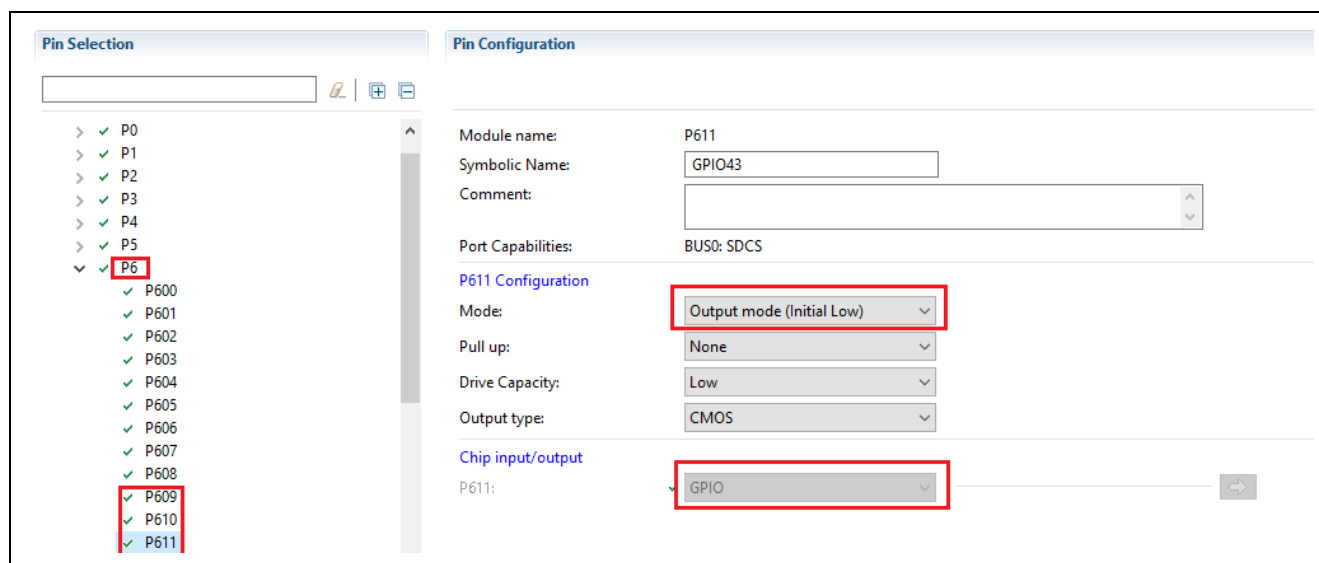 Pin Selection
P0
P1
P2
P3
P4
P5
P6
P600
P601
P602
P603
P604
P605
P606
P607
P608
P609
P610
P611
Pin Configuration
Module name: P611
Symbolic Name: GPIO43
Comment:
Port Capabilities: BUS0: SDCS
P611 Configuration
Mode: Output mode (Initial Low)
Pull up: None
Drive Capacity: Low
Output type: CMOS
Chip input/output
P611: GPIO